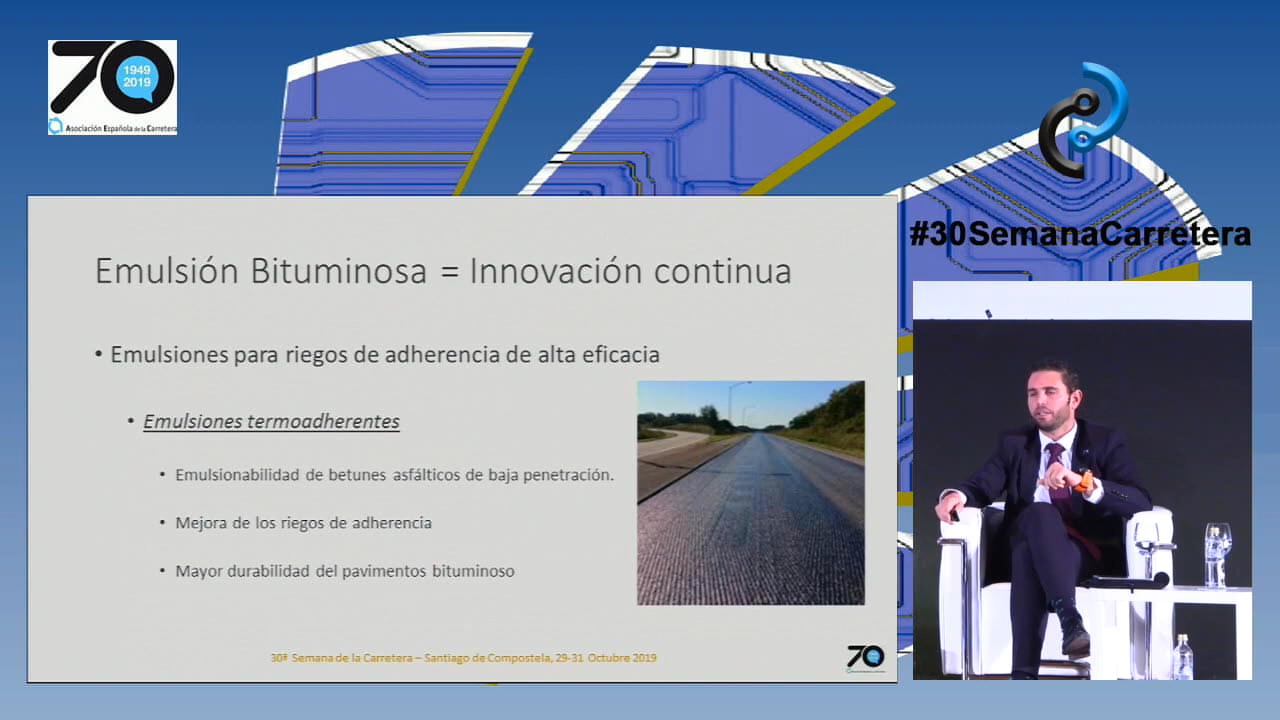 70
1949
2019
Asociación Española de la Carretera
#30SemanaCarretera
Emulsión Bituminosa = Innovación continua
• Emulsiones para riegos de adherencia de alta eficacia
• Emulsiones termoadherentes
• Emulsionabilidad de betunes asfálticos de baja penetración.
• Mejora de los riegos de adherencia
• Mayor durabilidad del pavimentos bituminoso
30ª Semana de la Carretera – Santiago de Compostela, 29-31 Octubre 2019
70